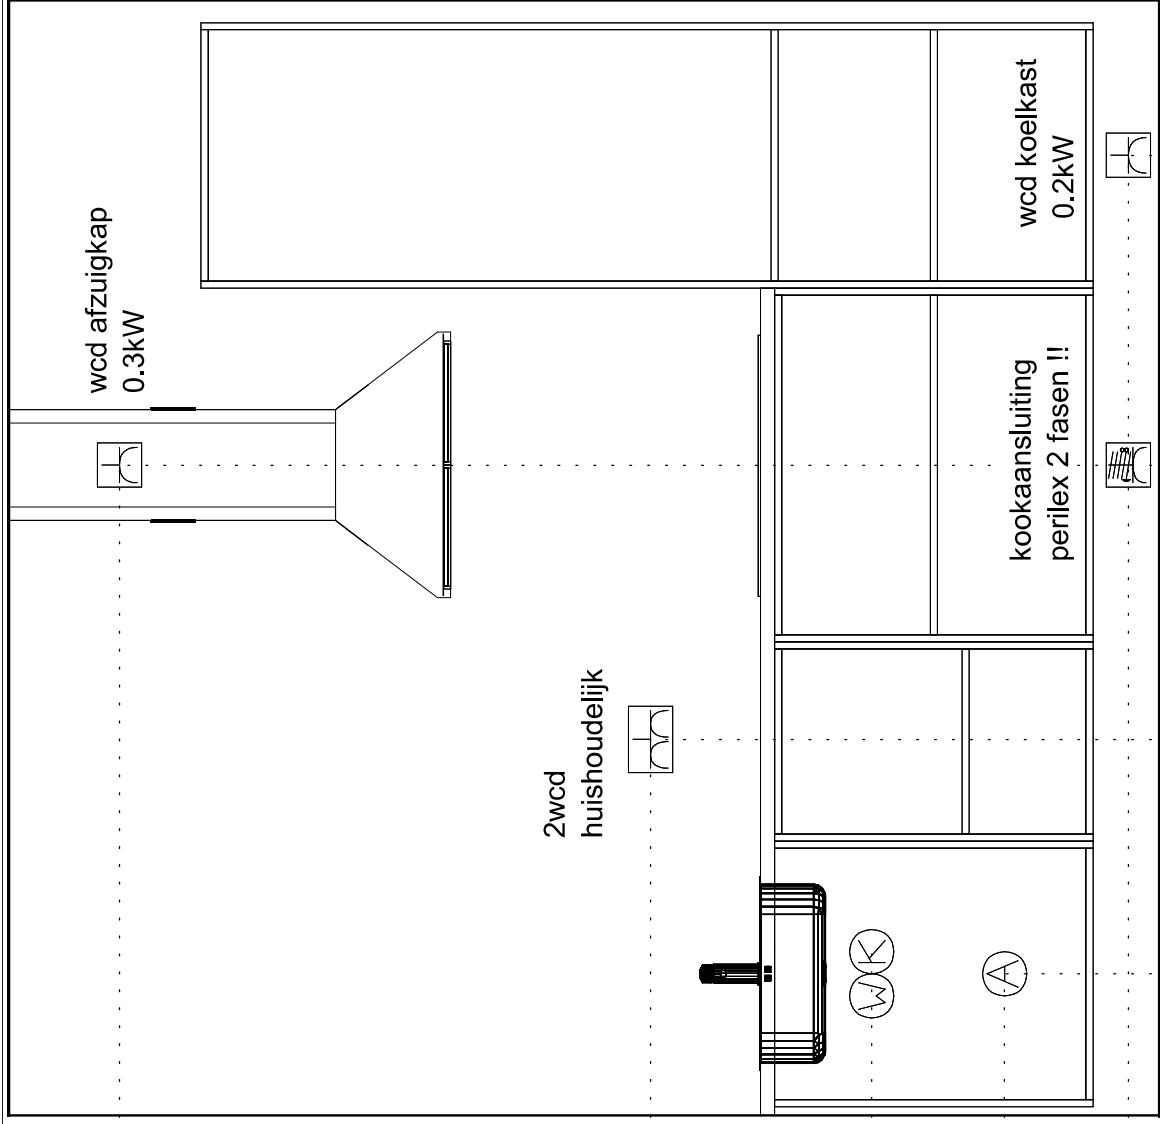 wcd afzuigkap
0.3kW
2wcd
huishoudelijk
W K
A
kookaansluiting
perilex 2 fasen !!
wcd koelkast
0.2kW